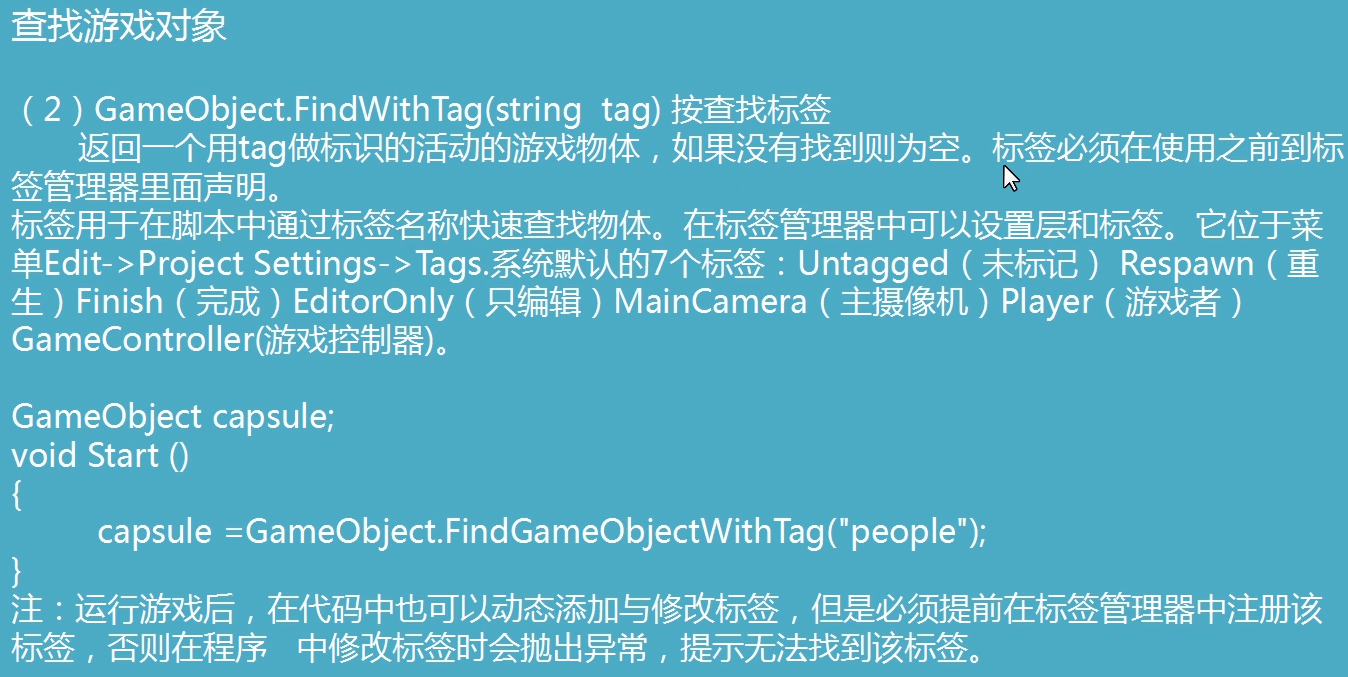 查找游戏对象
（2）GameObject.FindWithTag(string  tag) 按查找标签
返回一个用tag做标识的活动的游戏物体，如果没有找到则为空。标签必须在使用之前到标
签管理器里面声明。
标签用于在脚本中通过标签名称快速查找物体。在标签管理器中可以设置层和标签。它位于菜
单Edit->Project Settings->Tags.系统默认的7个标签：Untagged（未标记） Respawn（重
生）Finish（完成）EditorOnly（只编辑）MainCamera（主摄像机）Player（游戏者）
GameController(游戏控制器)。
GameObject capsule;
void Start ()
{
capsule =GameObject.FindGameObjectWithTag("people");
}
注：运行游戏后，在代码中也可以动态添加与修改标签，但是必须提前在标签管理器中注册该
标签，否则在程序   中修改标签时会抛出异常，提示无法找到该标签。